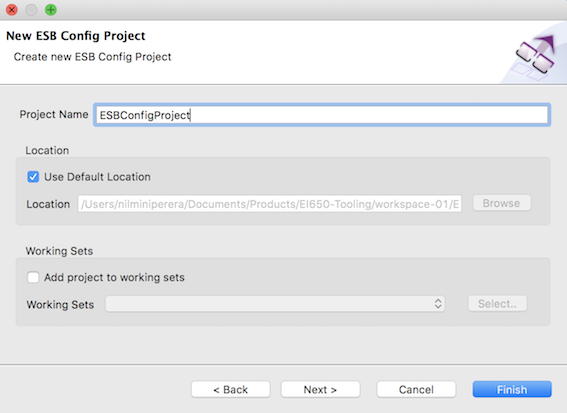 New ESB Config Project
Create new ESB Config Project
Project Name ESBConfigProject
Location
Use Default Location
Location /Users/nilminiperera/Documents/Products/EI650-Tooling/workspace-01/E Browse
Working Sets
Add project to working sets
Working Sets Select..
< Back Next > Cancel Finish